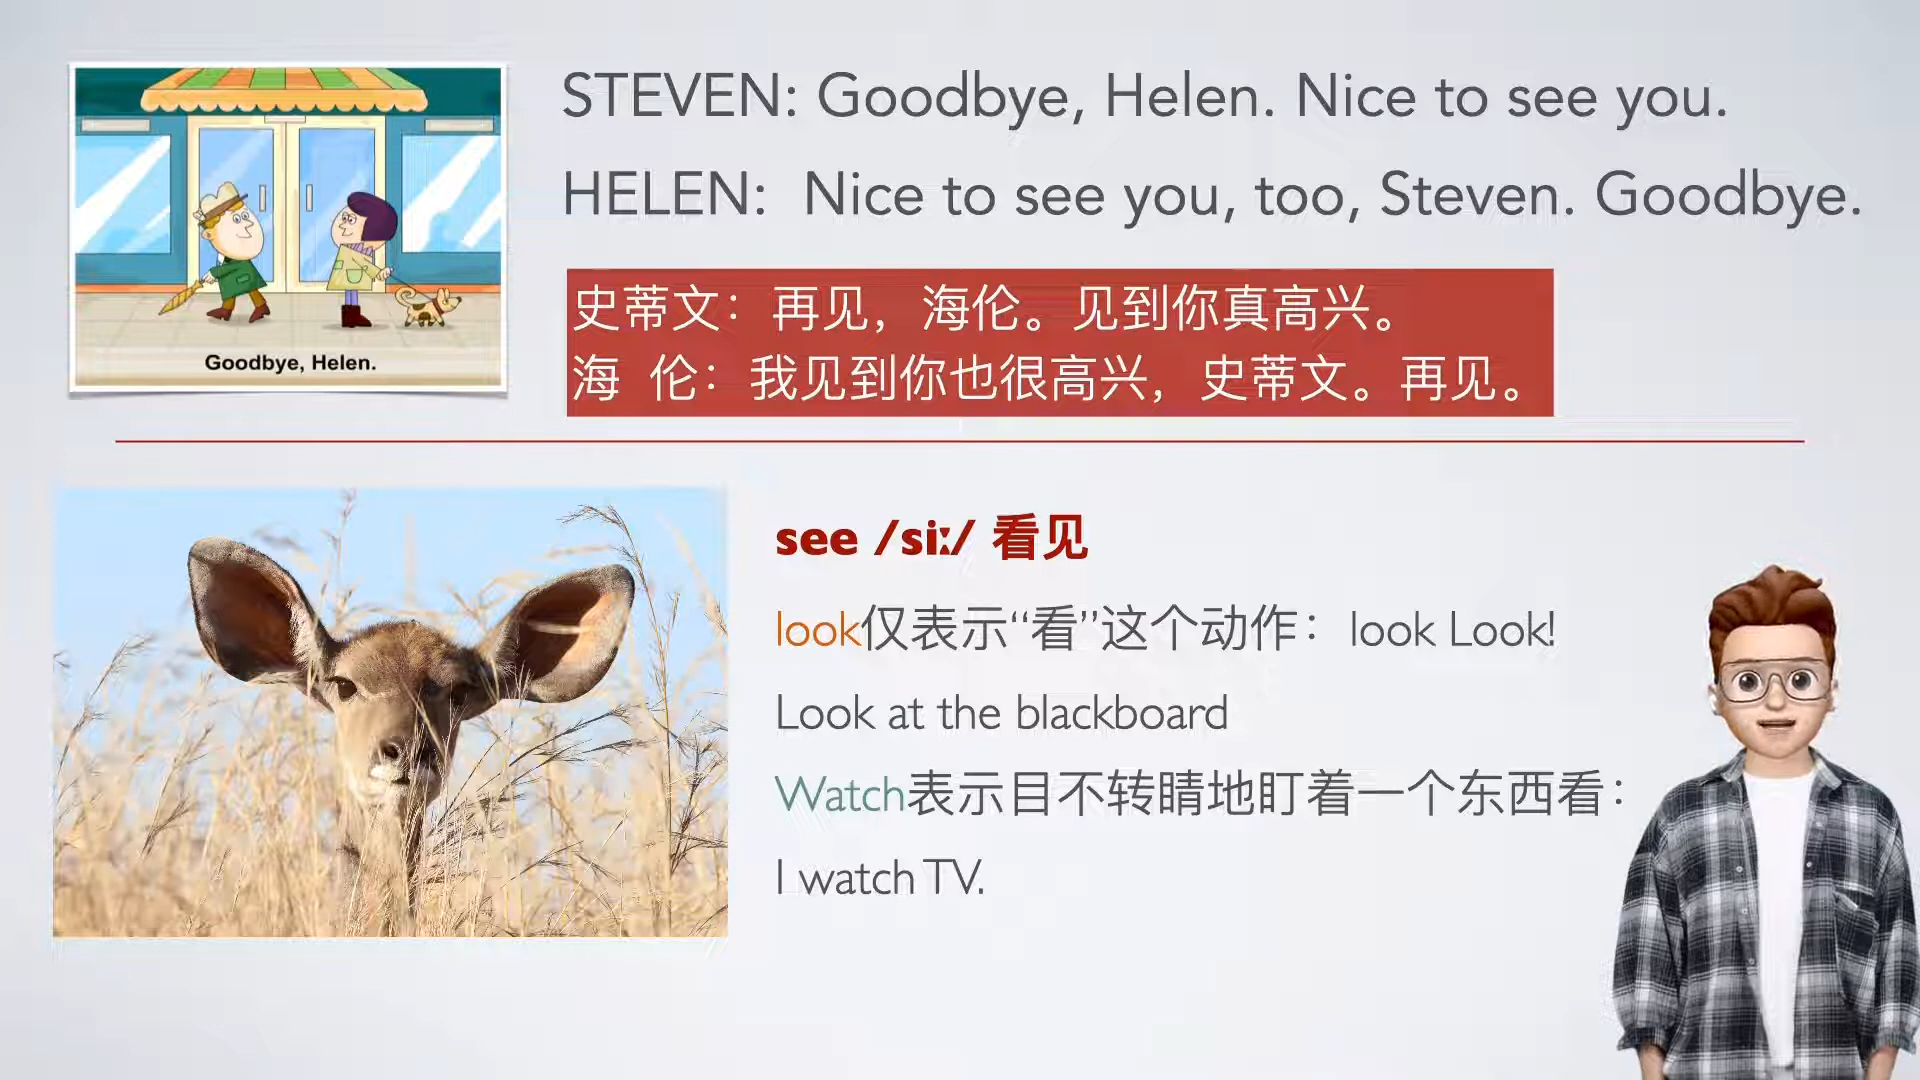 STEVEN: Goodbye, Helen. Nice to see you.
HELEN: Nice to see you, too, Steven. Goodbye.
史蒂文：再见，海伦。见到你真高兴。
海 伦：我见到你也很高兴，史蒂文。再见。
Goodbye, Helen.
see /si:/ 看见
look仅表示“看”这个动作：look Look!
Look at the blackboard
Watch表示目不转睛地盯着一个东西看：
I watch TV.